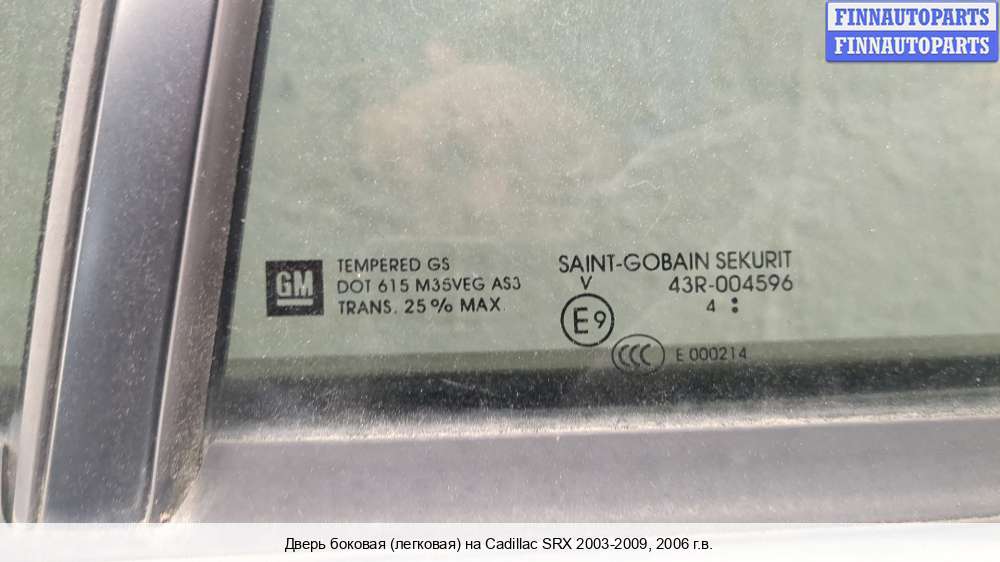 FINNAUTOPARTS
FINNAUTOPARTS
GM
TEMPERED GS
DOT 615 M35VEG AS3
TRANS. 25% MAX.
SAINT-GOBAIN SEKURIT
V 43R-004596
4 :
E9
CCC E 000214
Дверь боковая (легковая) на Cadillac SRX 2003-2009, 2006 г.в.